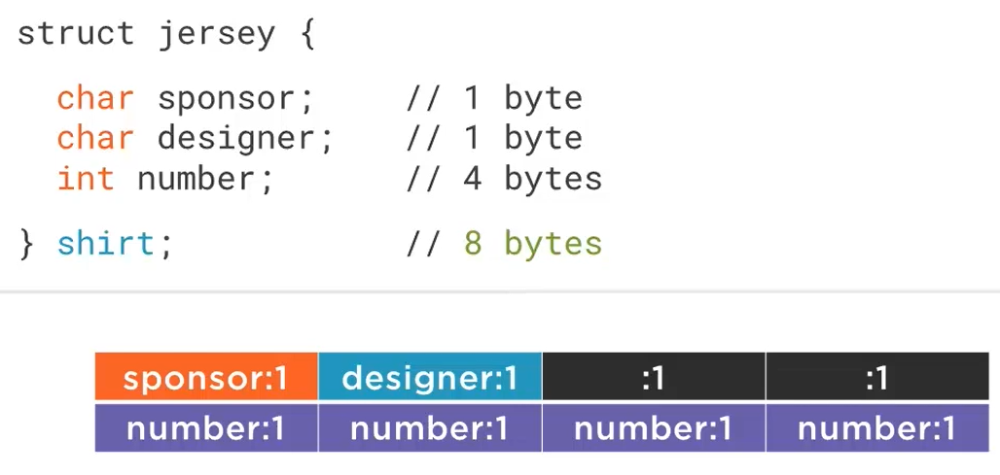 struct jersey {
char sponsor; // 1 byte
char designer; // 1 byte
int number; // 4 bytes
} shirt; // 8 bytes
sponsor:1 designer:1 :1 :1
number:1 number:1 number:1 number:1